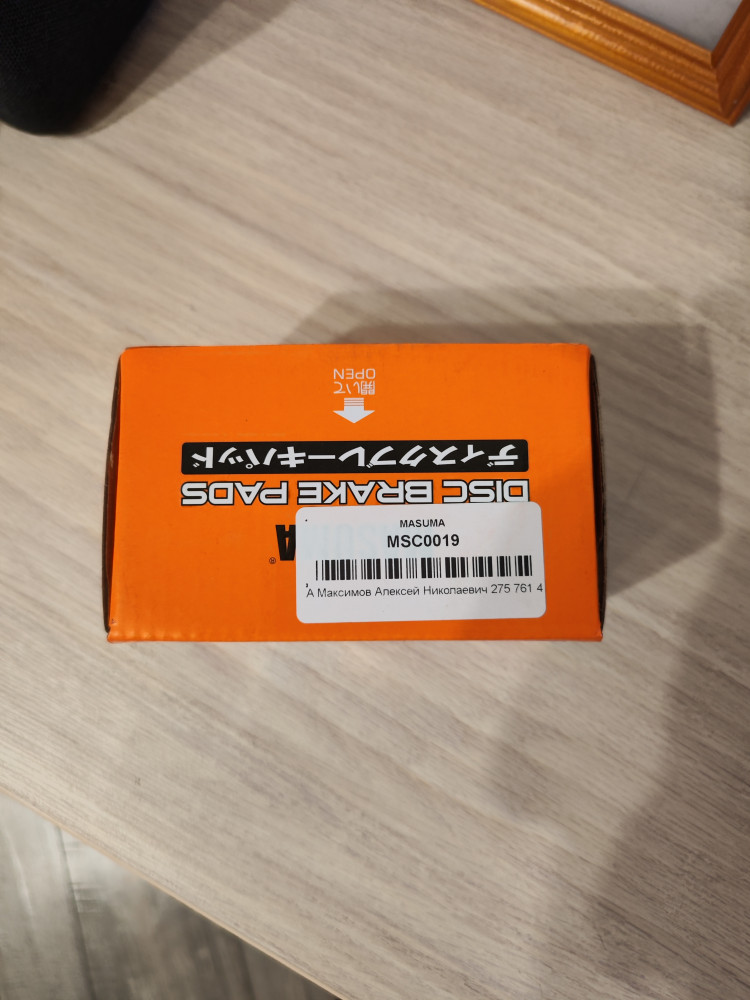 開いて
OPEN
ディスクブレーキパッド
DISC BRAKE PADS
®
MASUMA
MSC0019
А Максимов Алексей Николаевич 275 761 4